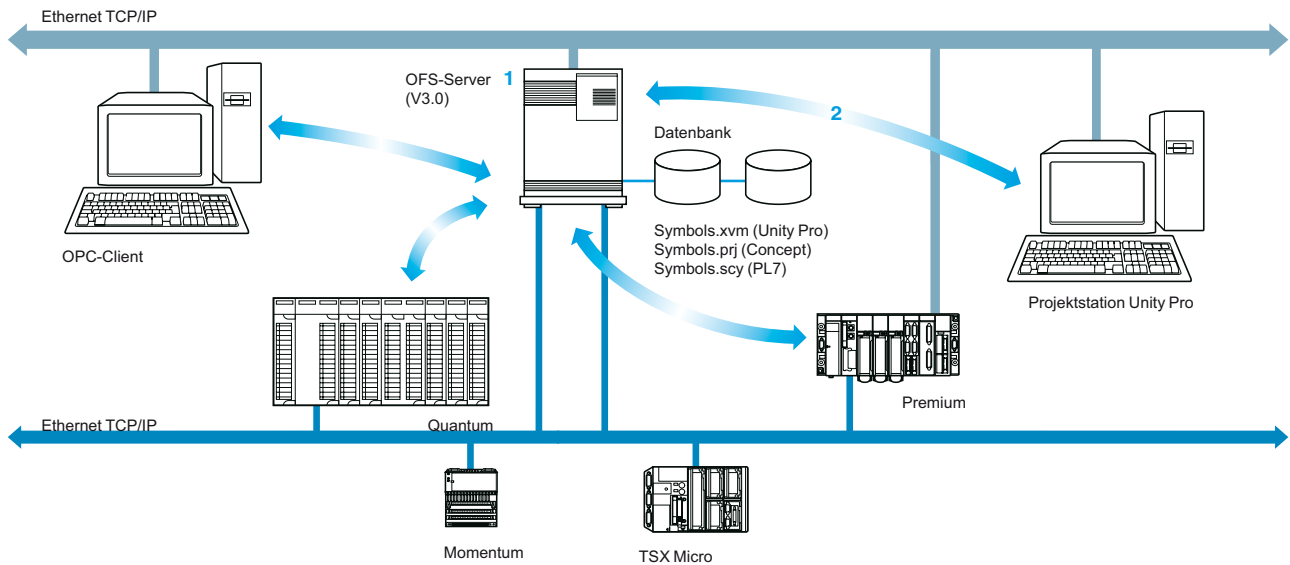 Ethernet TCP/IP
OFS-Server
(V3.0)
1
2
Datenbank
Symbols.xvm (Unity Pro)
Symbols.prj (Concept)
Symbols.scy (PL7)
OPC-Client
Projektstation Unity Pro
Premium
Ethernet TCP/IP
Quantum
Momentum
TSX Micro